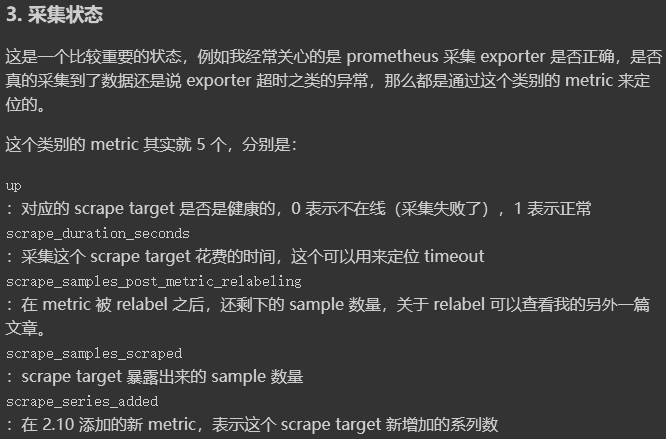 3. 采集状态
这是一个比较重要的状态，例如我经常关心的是 prometheus 采集 exporter 是否正确，是否
真的采集到了数据还是说 exporter 超时之类的异常，那么都是通过这个类别的 metric 来定
位的。
这个类别的 metric 其实就 5 个，分别是：
up
：对应的 scrape target 是否是健康的，0 表示不在线（采集失败了），1 表示正常
scrape_duration_seconds
：采集这个 scrape target 花费的时间，这个可以用来定位 timeout
scrape_samples_post_metric_relabeling
：在 metric 被 relabel 之后，还剩下的 sample 数量，关于 relabel 可以查看我的另外一篇
文章。
scrape_samples_scraped
：scrape target 暴露出来的 sample 数量
scrape_series_added
：在 2.10 添加的新 metric，表示这个 scrape target 新增加的系列数